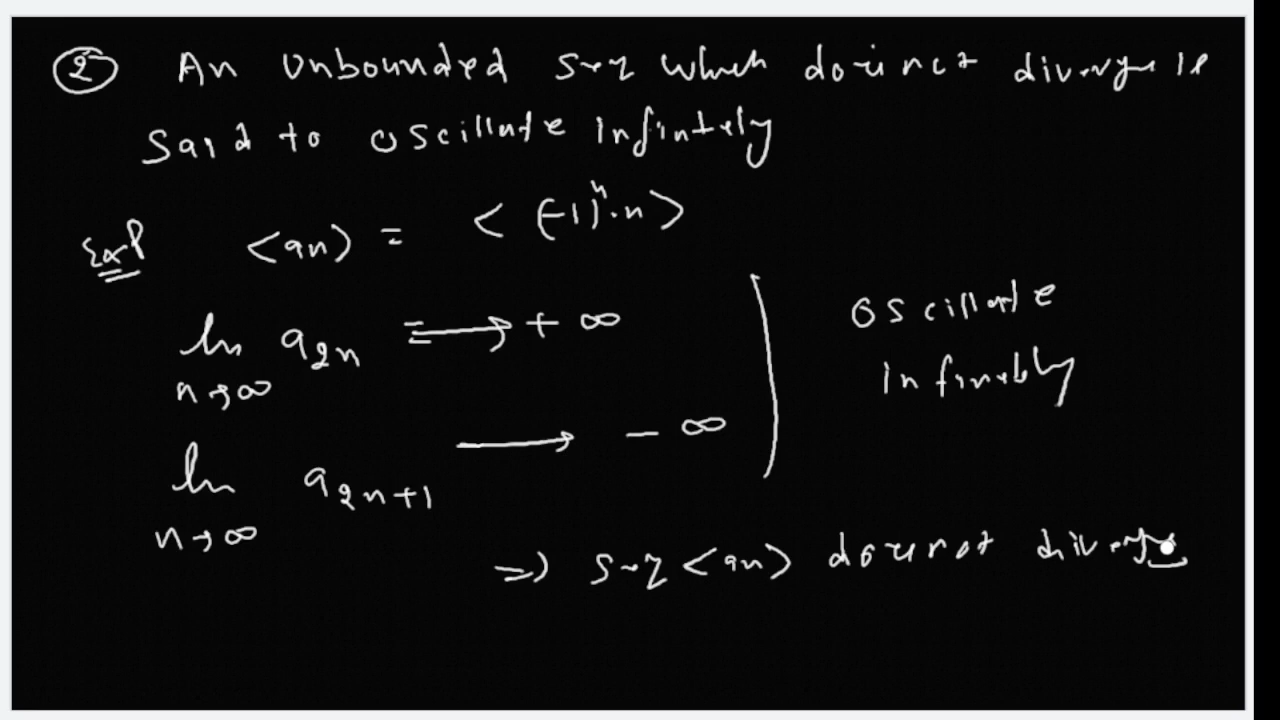 ② An unbounded seq which does not diverge is
said to oscillate infinitely
Exp <an> = < (-1)ⁿ·n >
lim n→∞ a₂ₙ =⟶ + ∞
oscillate
infinitely
lim n→∞ a₂ₙ₊₁ ⟶ - ∞
=> seq <an> does not diverge